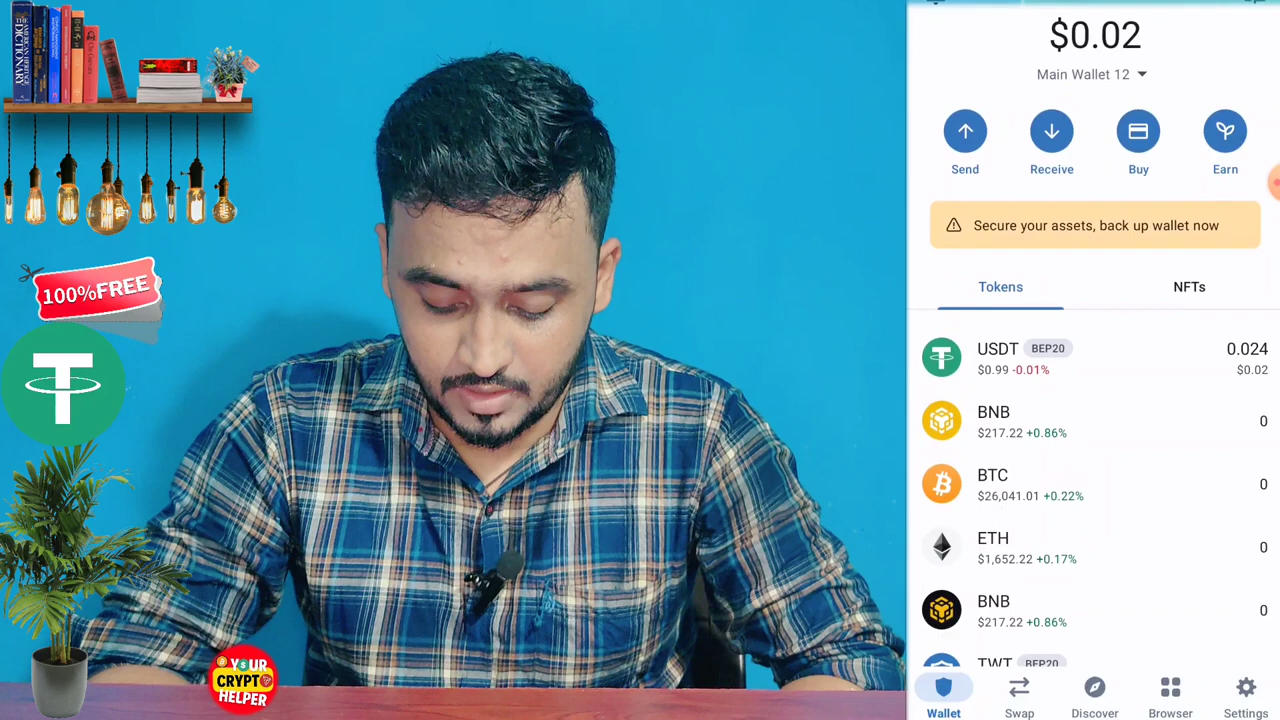 THE
DICTIONARY
100%FREE
Y$UR
CRYPTO
HELPER
$0.02
Main Wallet 12
Send
Receive
Buy
Earn
Secure your assets, back up wallet now
Tokens
NFTs
USDT BEP20
0.024
$0.99 -0.01%
$0.02
BNB
0
$217.22 +0.86%
BTC
0
$26,041.01 +0.22%
ETH
0
$1,652.22 +0.17%
BNB
0
$217.22 +0.86%
TWT BEP20
Wallet
Swap
Discover
Browser
Settings